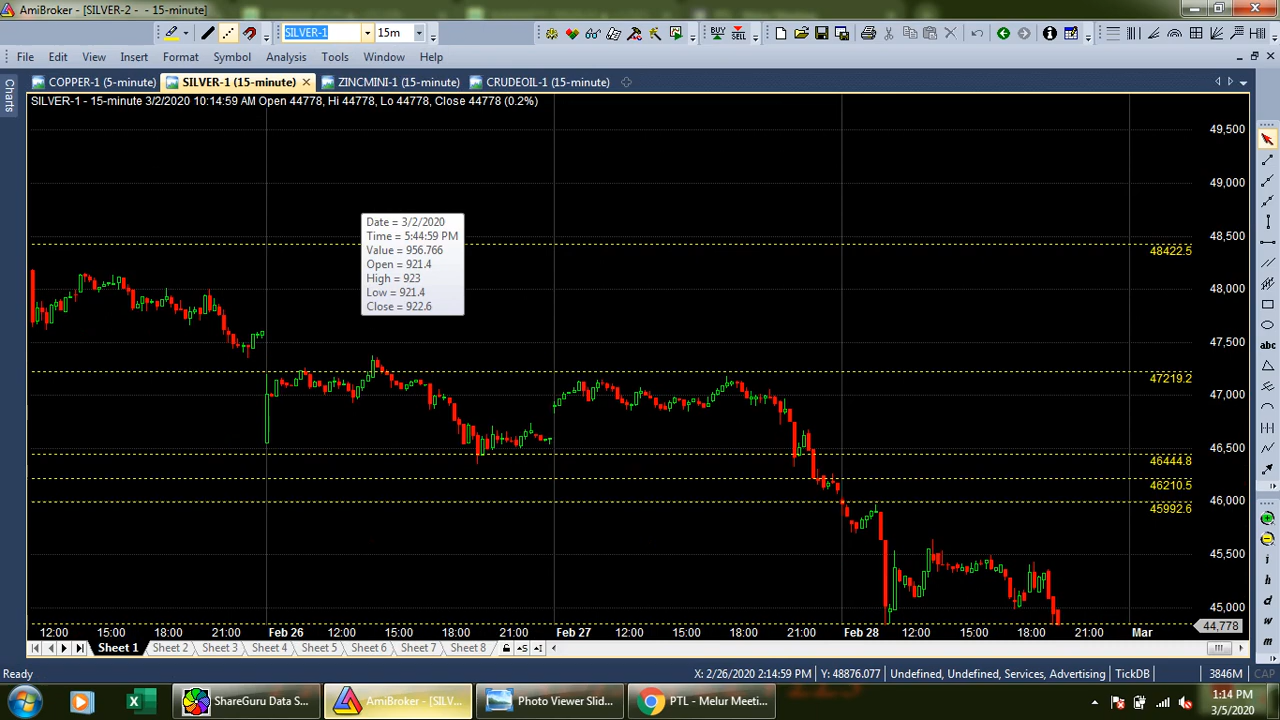 AmiBroker - [SILVER-2 - - 15-minute]
SILVER-1
15m
BUY SELL
File Edit View Insert Format Symbol Analysis Tools Window Help
Charts
COPPER-1 (5-minute)
SILVER-1 (15-minute)
ZINCMINI-1 (15-minute)
CRUDEOIL-1 (15-minute)
SILVER-1 - 15-minute 3/2/2020 10:14:59 AM Open 44778, Hi 44778, Lo 44778, Close 44778 (0.2%)
49,500
49,000
48,500
48422.5
48,000
47,500
47219.2
47,000
46,500
46444.8
46210.5
46,000
45992.6
45,500
45,000
44,778
Date = 3/2/2020
Time = 5:44:59 PM
Value = 956.766
Open = 921.4
High = 923
Low = 921.4
Close = 922.6
abc
i
h
d
w
m
12:00 15:00 18:00 21:00 Feb 26 12:00 15:00 18:00 21:00 Feb 27 12:00 15:00 18:00 21:00 Feb 28 12:00 15:00 18:00 21:00 Mar
Sheet 1 Sheet 2 Sheet 3 Sheet 4 Sheet 5 Sheet 6 Sheet 7 Sheet 8
Ready
X: 2/26/2020 2:14:59 PM
Y: 48876.077
Undefined, Undefined, Services, Advertising
TickDB
3846M
CAP
ShareGuru Data S...
AmiBroker - [SILV...
Photo Viewer Slid...
PTL - Melur Meeti...
1:14 PM
3/5/2020